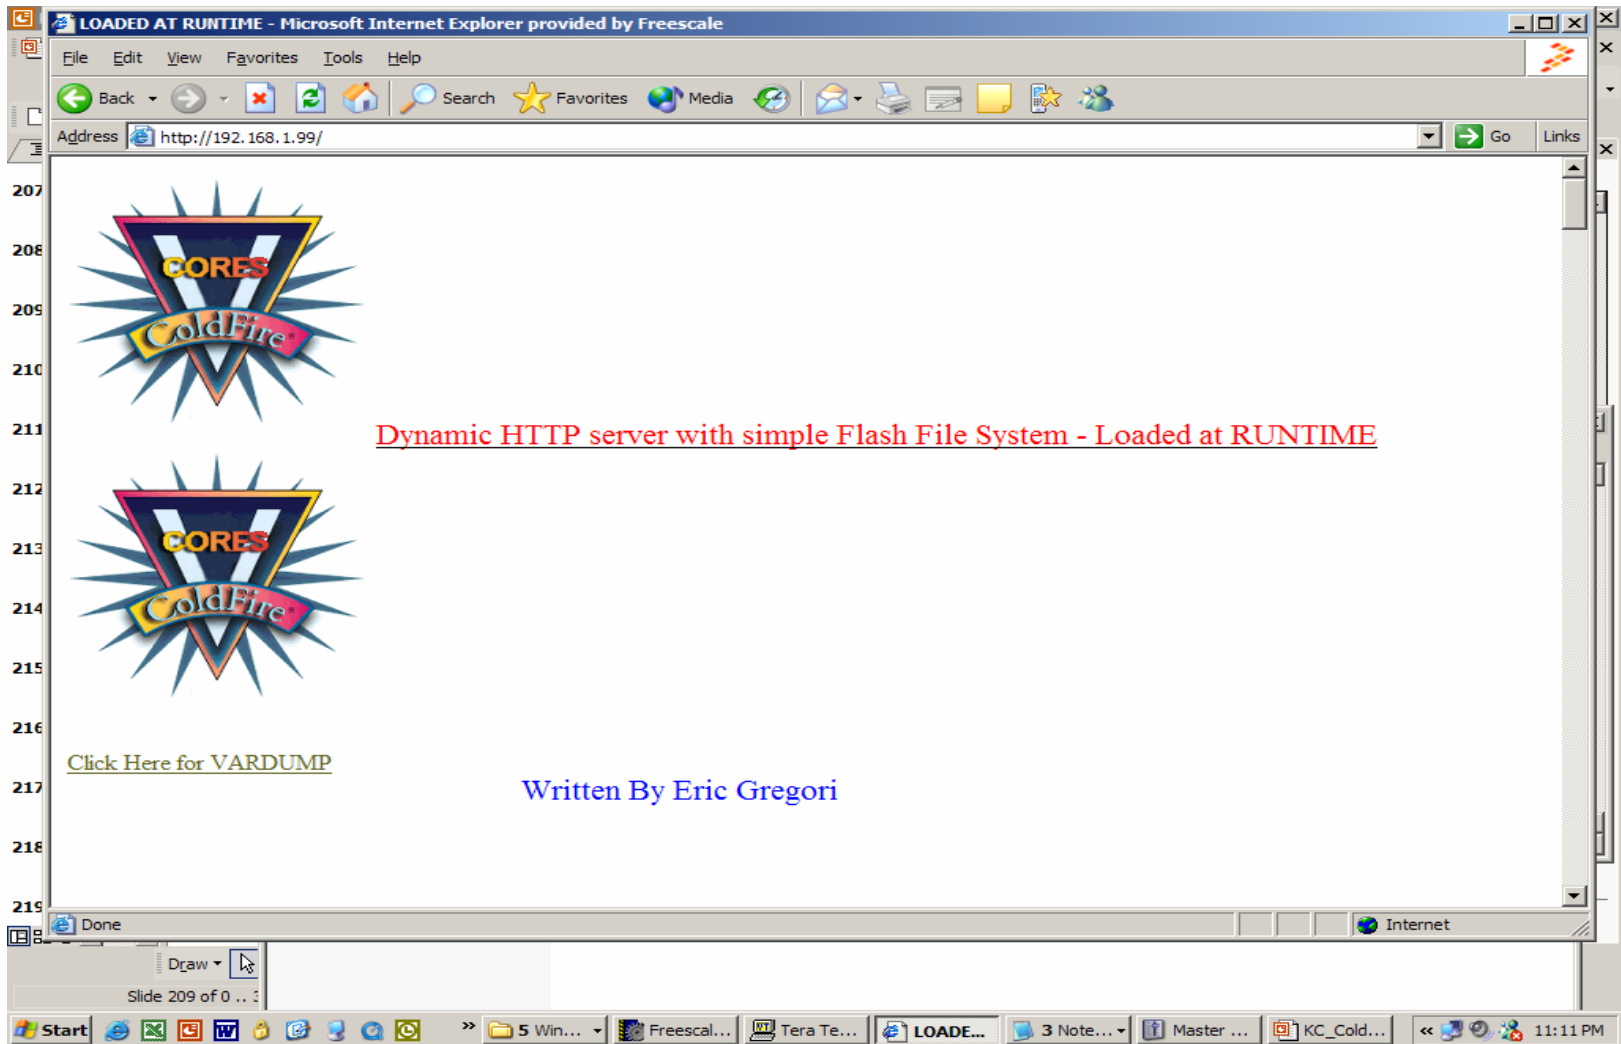 LOADED AT RUNTIME - Microsoft Internet Explorer provided by Freescale
File Edit View Favorites Tools Help
Back Search Favorites Media
Address http://192.168.1.99/ Go Links
207
208
209
210
211
212
213
214
215
216
217
218
219
CORES
ColdFire
Dynamic HTTP server with simple Flash File System - Loaded at RUNTIME
CORES
ColdFire
Click Here for VARDUMP
Written By Eric Gregori
Done Internet
Draw
Slide 209 of 0 ..
Start » 5 Win... Freescal... Tera Te... LOADE... 3 Note... Master ... KC_Cold... « 11:11 PM